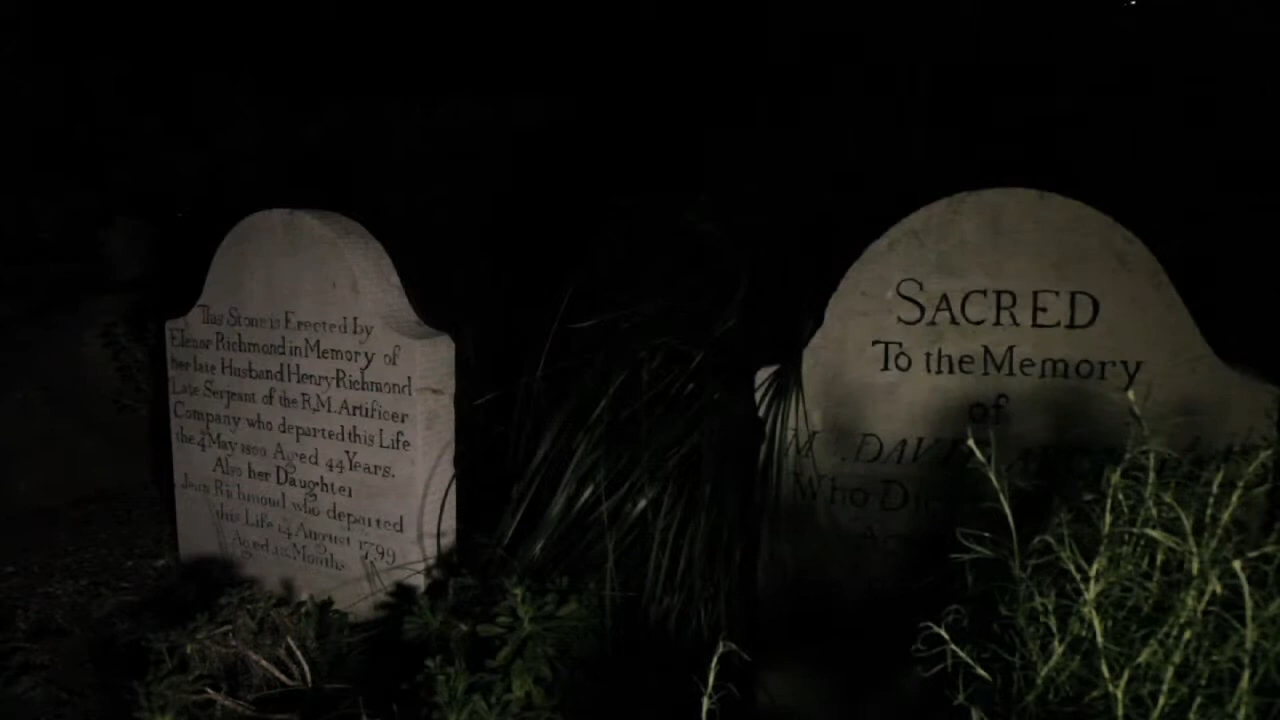 This Stone is Erected by
Elenor Richmond in Memory of
her late Husband Henry Richmond
Late Serjeant of the R.M. Artificer
Company who departed this Life
the 4 May 1800 Aged 44 Years.
Also her Daughter
Jean Richmond who departed
this Life 14 August 1799
Aged Months
SACRED
To the Memory
of
Who